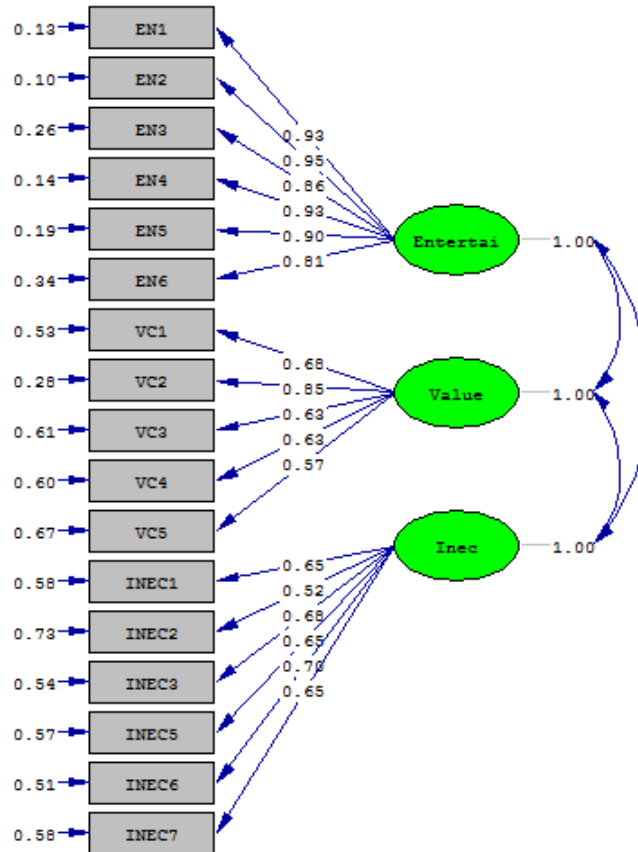 0.13 EN1
0.10 EN2
0.26 EN3
0.93
0.14 EN4
0.95
0.86
0.93
0.19 EN5
0.90
Entertai 1.00
0.34 EN6
0.81
0.53 VC1
0.68
0.28 VC2
0.85
Value 1.00
0.61 VC3
0.63
0.63
0.60 VC4
0.57
0.67 VC5
Inec 1.00
0.58 INEC1
0.65
0.52
0.73 INEC2
0.68
0.65
0.54 INEC3
0.70
0.65
0.57 INEC5
0.51 INEC6
0.58 INEC7